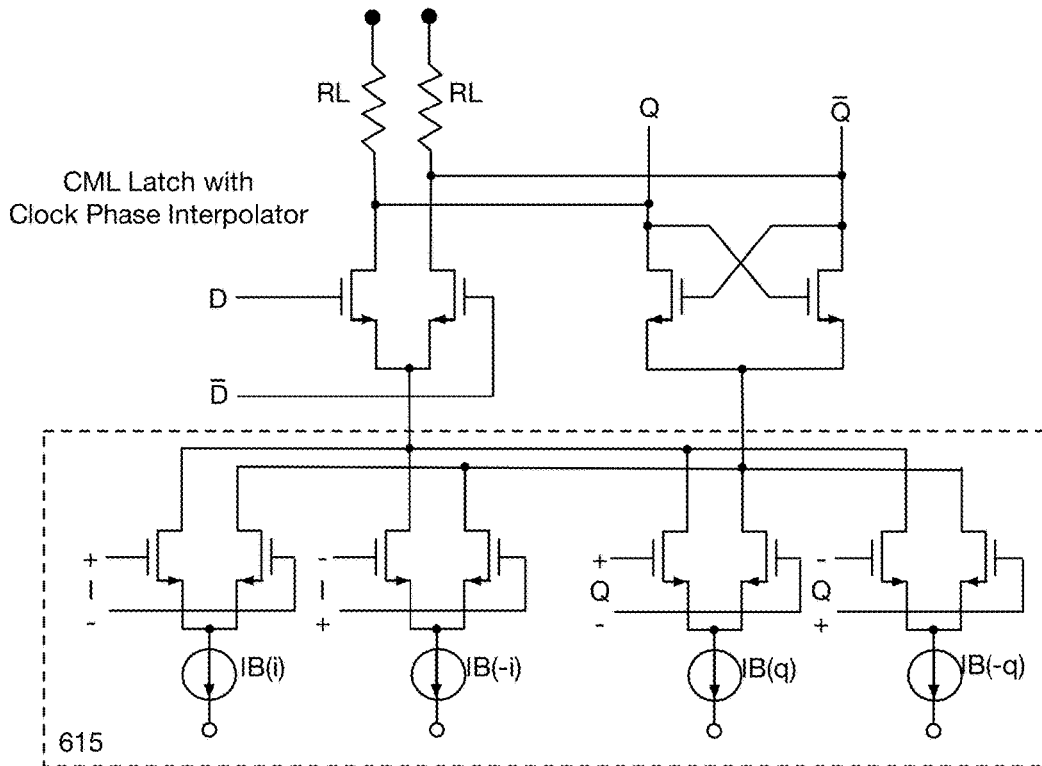 RL
RL
Q
Q̅
CML Latch with
Clock Phase Interpolator
D
D̅
+
I
-
-
I
+
+
Q
-
-
Q
+
IB(i)
IB(-i)
IB(q)
IB(-q)
615